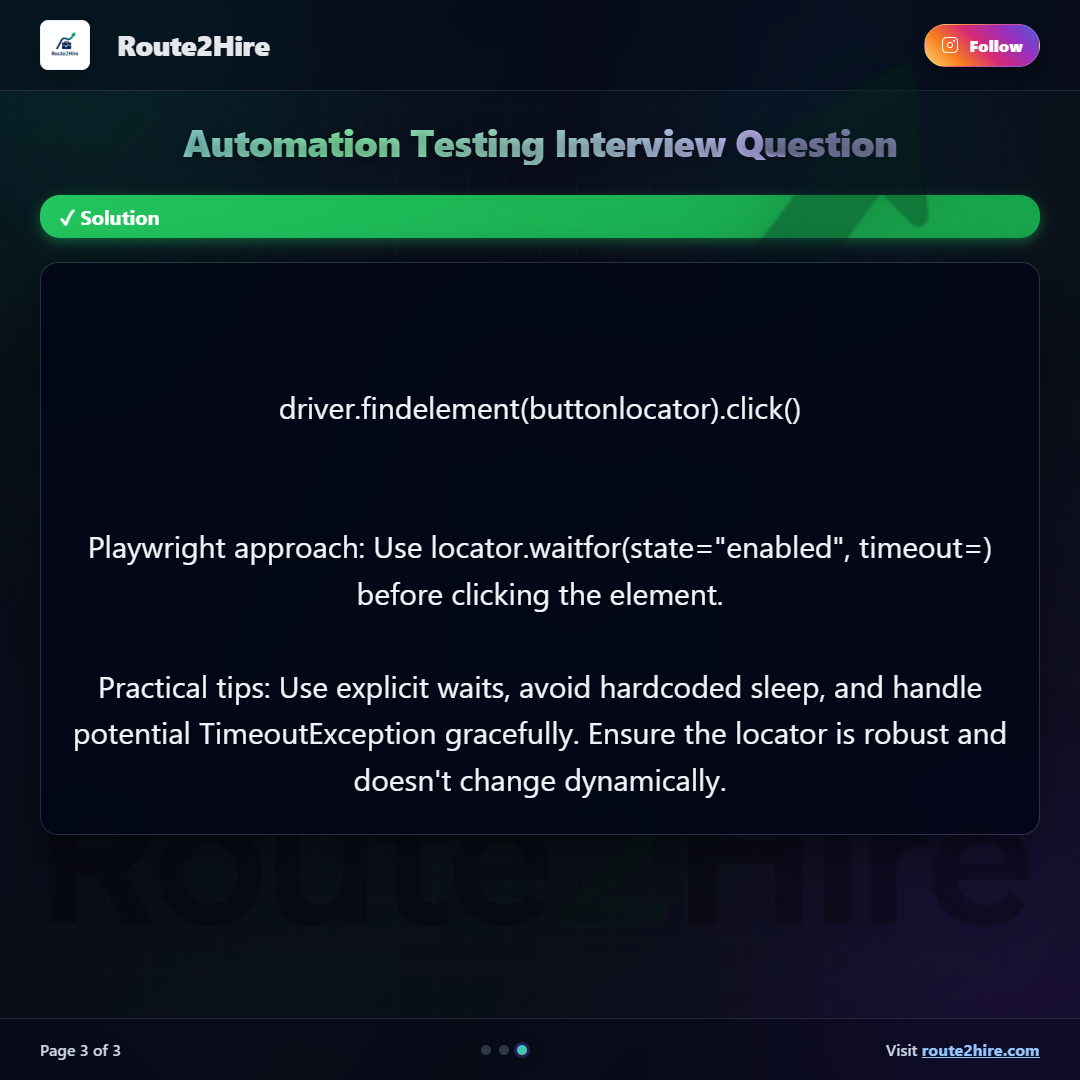 Route2Hire
Route2Hire
Follow
Automation Testing Interview Question
✓ Solution
driver.findelement(buttonlocator).click()
Playwright approach: Use locator.waitfor(state="enabled", timeout=)
before clicking the element.
Practical tips: Use explicit waits, avoid hardcoded sleep, and handle
potential TimeoutException gracefully. Ensure the locator is robust and
doesn't change dynamically.
Route2Hire
Page 3 of 3
Visit route2hire.com